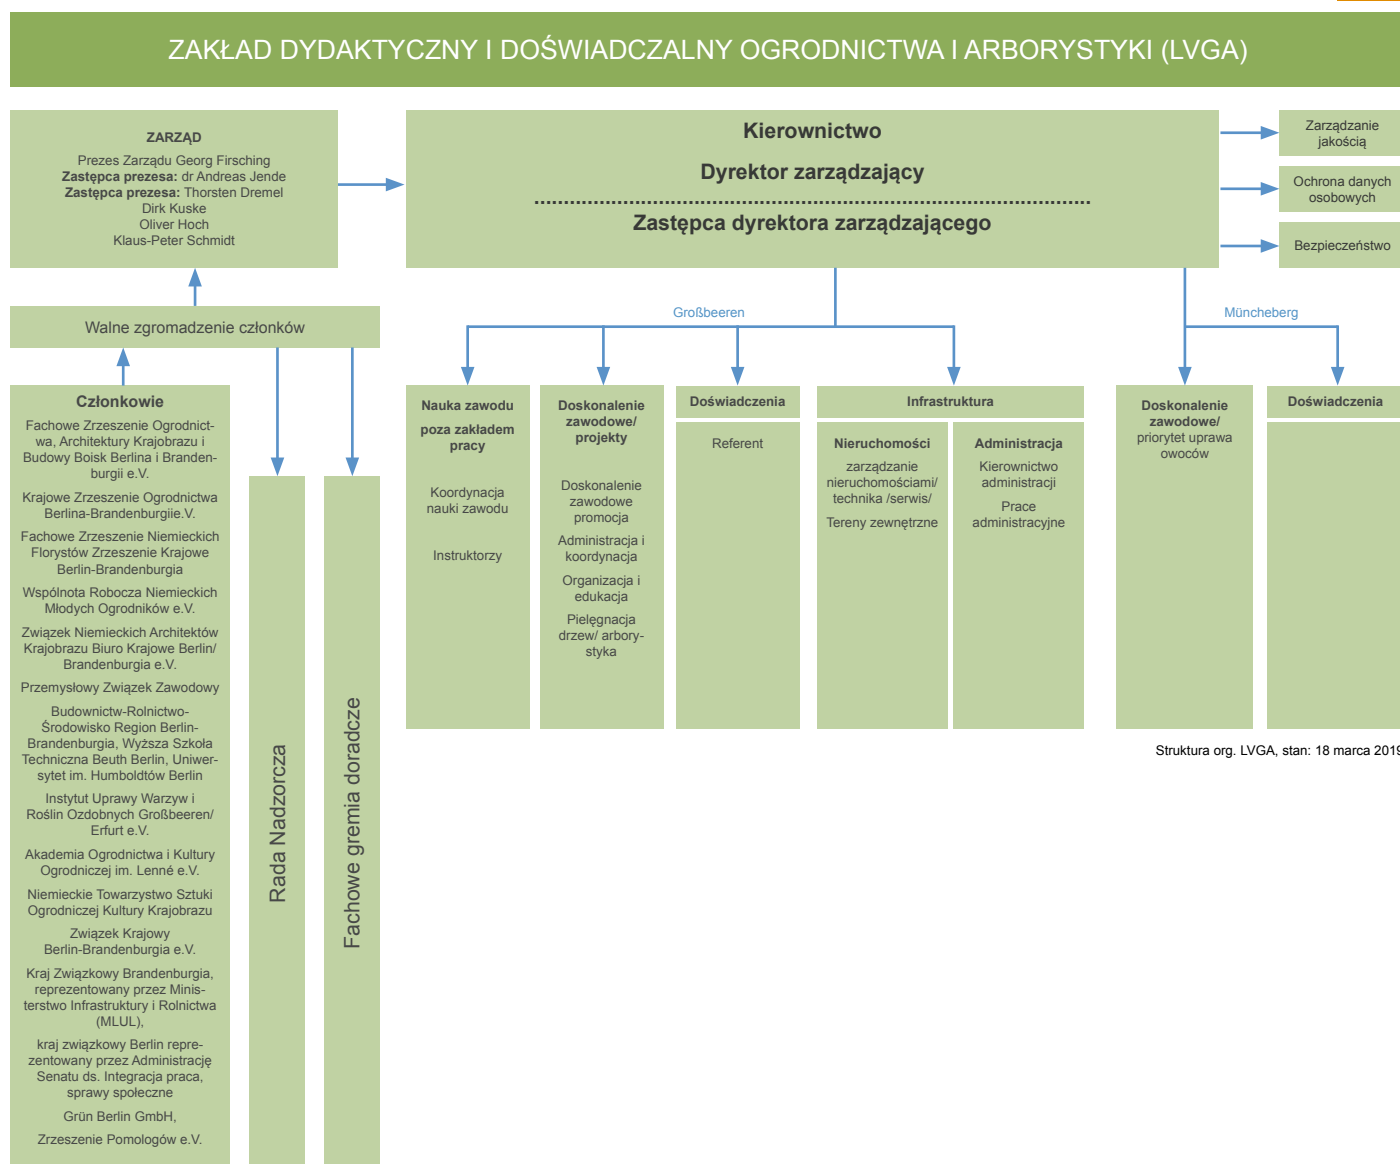 ZAKŁAD DYDAKTYCZNY I DOŚWIADCZALNY OGRODNICTWA I ARBORYSTYKI (LVGA)
ZARZĄD
Prezes Zarządu Georg Firsching
Zastępca prezesa: dr Andreas Jende
Zastępca prezesa: Thorsten Dremel
Dirk Kuske
Oliver Hoch
Klaus-Peter Schmidt
Kierownictwo
Dyrektor zarządzający
Zastępca dyrektora zarządzającego
Zarządzanie
jakością
Ochrona danych
osobowych
Bezpieczeństwo
Walne zgromadzenie członków
Członkowie
Fachowe Zrzeszenie Ogrodnict-
wa, Architektury Krajobrazu i
Budowy Boisk Berlina i Branden-
burgii e.V.
Krajowe Zrzeszenie Ogrodnictwa
Berlina-Brandenburgiie.V.
Fachowe Zrzeszenie Niemieckich
Florystów Zrzeszenie Krajowe
Berlin-Brandenburgia
Wspólnota Robocza Niemieckich
Młodych Ogrodników e.V.
Związek Niemieckich Architektów
Krajobrazu Biuro Krajowe Berlin/
Brandenburgia e.V.
Przemysłowy Związek Zawodowy
Budownictw-Rolnictwo-
Środowisko Region Berlin-
Brandenburgia, Wyższa Szkoła
Techniczna Beuth Berlin, Uniwer-
sytet im. Humboldtów Berlin
Instytut Uprawy Warzyw i
Roślin Ozdobnych Großbeeren/
Erfurt e.V.
Akademia Ogrodnictwa i Kultury
Ogrodniczej im. Lenné e.V.
Niemieckie Towarzystwo Sztuki
Ogrodniczej Kultury Krajobrazu
Związek Krajowy
Berlin-Brandenburgia e.V.
Kraj Związkowy Brandenburgia,
reprezentowany przez Minis-
terstwo Infrastruktury i Rolnictwa
(MLUL),
kraj związkowy Berlin repre-
zentowany przez Administrację
Senatu ds. Integracja praca,
sprawy społeczne
Grün Berlin GmbH,
Zrzeszenie Pomologów e.V.
Rada Nadzorcza
Fachowe gremia doradcze
Großbeeren
Nauka zawodu
poza zakładem
pracy
Koordynacja
nauki zawodu
Instruktorzy
Doskonalenie
zawodowe/
projekty
Doskonalenie
zawodowe
promocja
Administracja i
koordynacja
Organizacja i
edukacja
Pielęgnacja
drzew/ arbory-
styka
Doświadczenia
Referent
Infrastruktura
Nieruchomości
zarządzanie
nieruchomościami/
technika /serwis/
Tereny zewnętrzne
Administracja
Kierownictwo
administracji
Prace
administracyjne
Müncheberg
Doskonalenie
zawodowe/
priorytet uprawa
owoców
Doświadczenia
Struktura org. LVGA, stan: 18 marca 2019